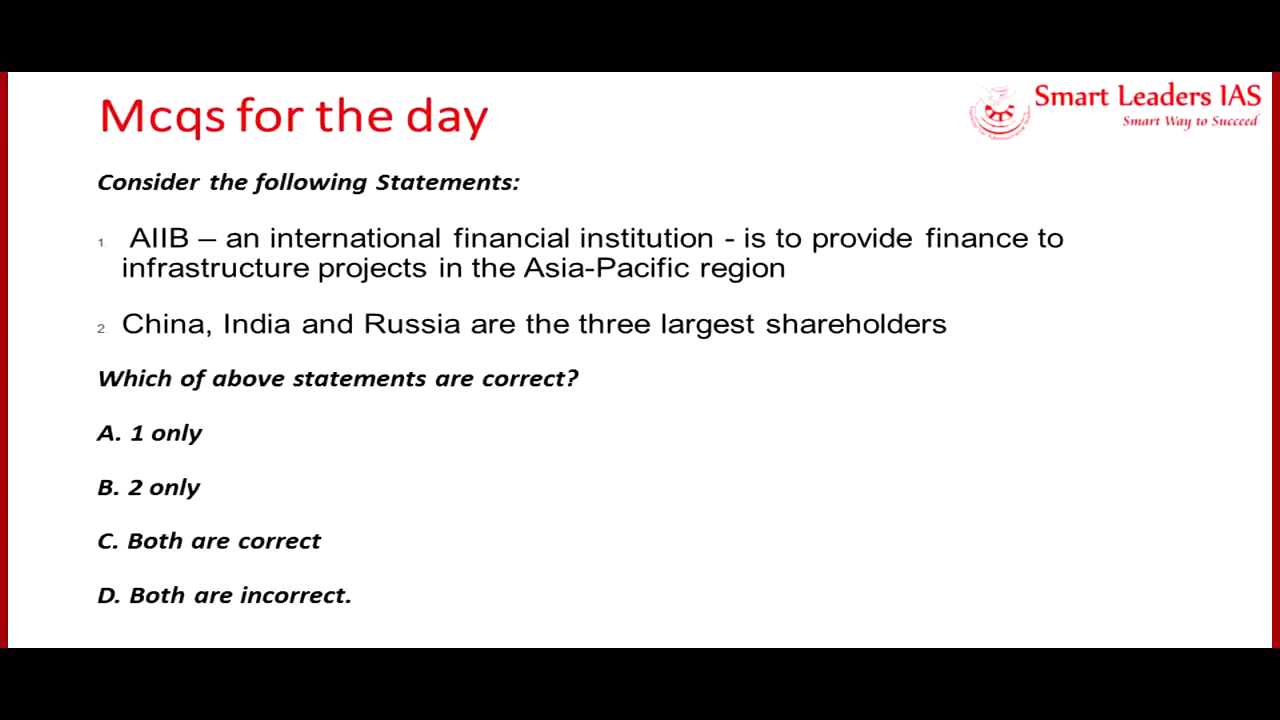 Mcqs for the day
Smart Leaders IAS
Smart Way to Succeed
Consider the following Statements:
1. AIIB – an international financial institution - is to provide finance to
infrastructure projects in the Asia-Pacific region
2. China, India and Russia are the three largest shareholders
Which of above statements are correct?
A. 1 only
B. 2 only
C. Both are correct
D. Both are incorrect.